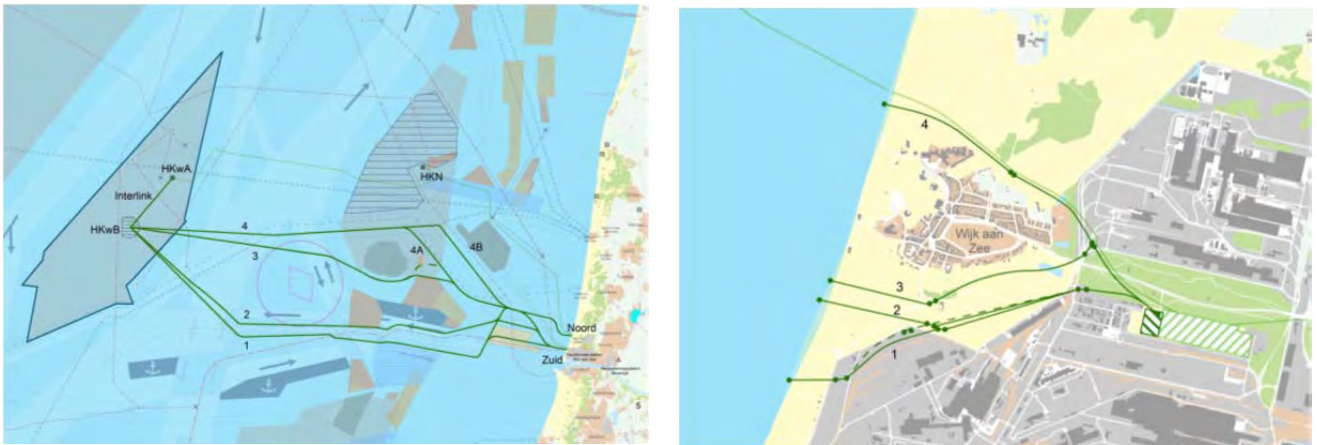 HKwA
Interlink
HKwB
HKN
4
3
4A
4B
2
1
Noord
Zuid
5
4
Wijk aan
Zee
3
2
1